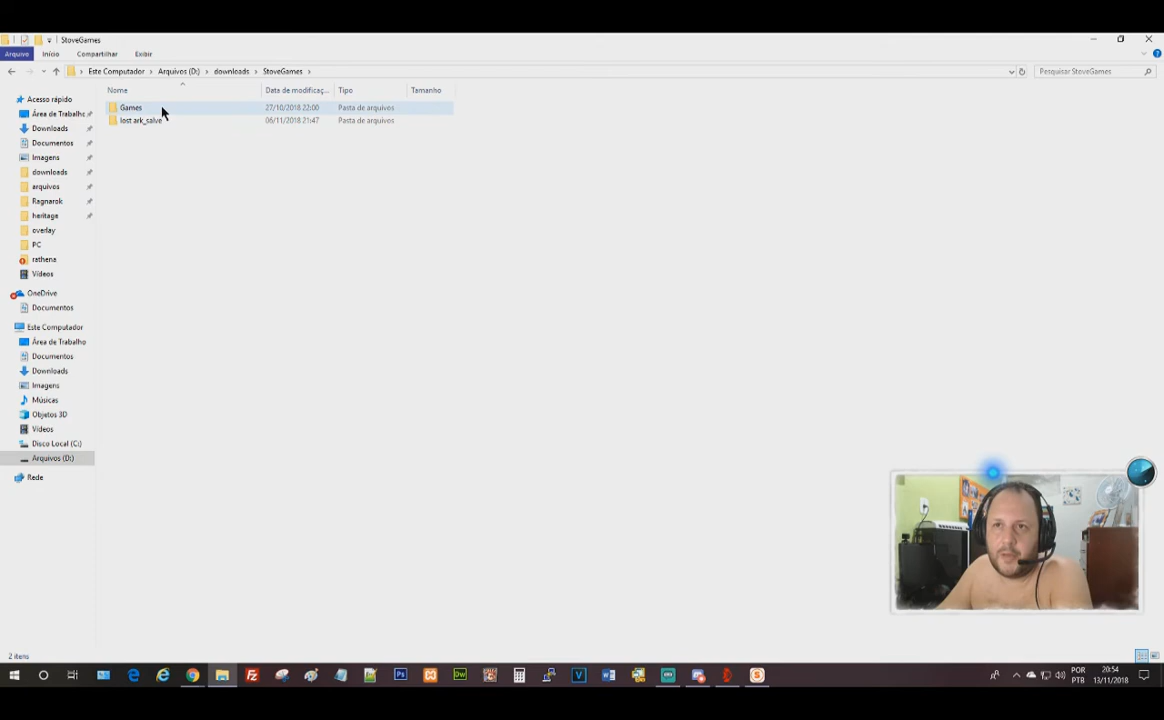 StoveGames
Arquivo Início Compartilhar Exibir
Este Computador > Arquivos (D:) > downloads > StoveGames >
Pesquisar StoveGames
Nome Data de modificaç... Tipo Tamanho
Games 27/10/2018 22:00 Pasta de arquivos
lost ark_salve 06/11/2018 21:47 Pasta de arquivos
Acesso rápido
Área de Trabalho
Downloads
Documentos
Imagens
downloads
arquivos
Ragnarok
heritage
overlay
PC
rathena
Vídeos
OneDrive
Documentos
Este Computador
Área de Trabalho
Documentos
Downloads
Imagens
Músicas
Objetos 3D
Vídeos
Disco Local (C:)
Arquivos (D:)
Rede
2 itens
POR
PTB
20:54
13/11/2018